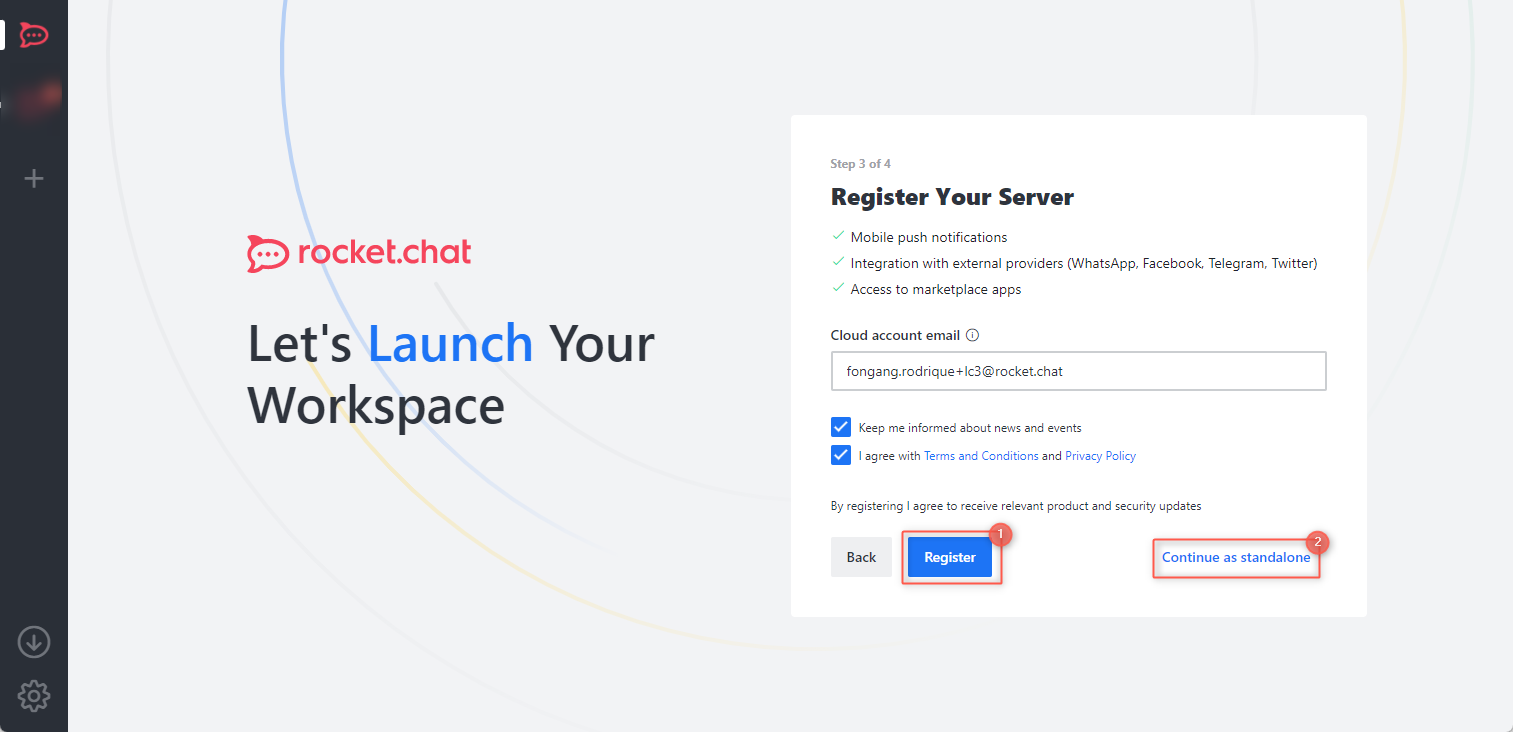 rocket.chat
Let's Launch Your
Workspace
Step 3 of 4
Register Your Server
Mobile push notifications
Integration with external providers (WhatsApp, Facebook, Telegram, Twitter)
Access to marketplace apps
Cloud account email
fongang.rodrique+lc3@rocket.chat
Keep me informed about news and events
I agree with Terms and Conditions and Privacy Policy
By registering I agree to receive relevant product and security updates
1
2
Back Register Continue as standalone